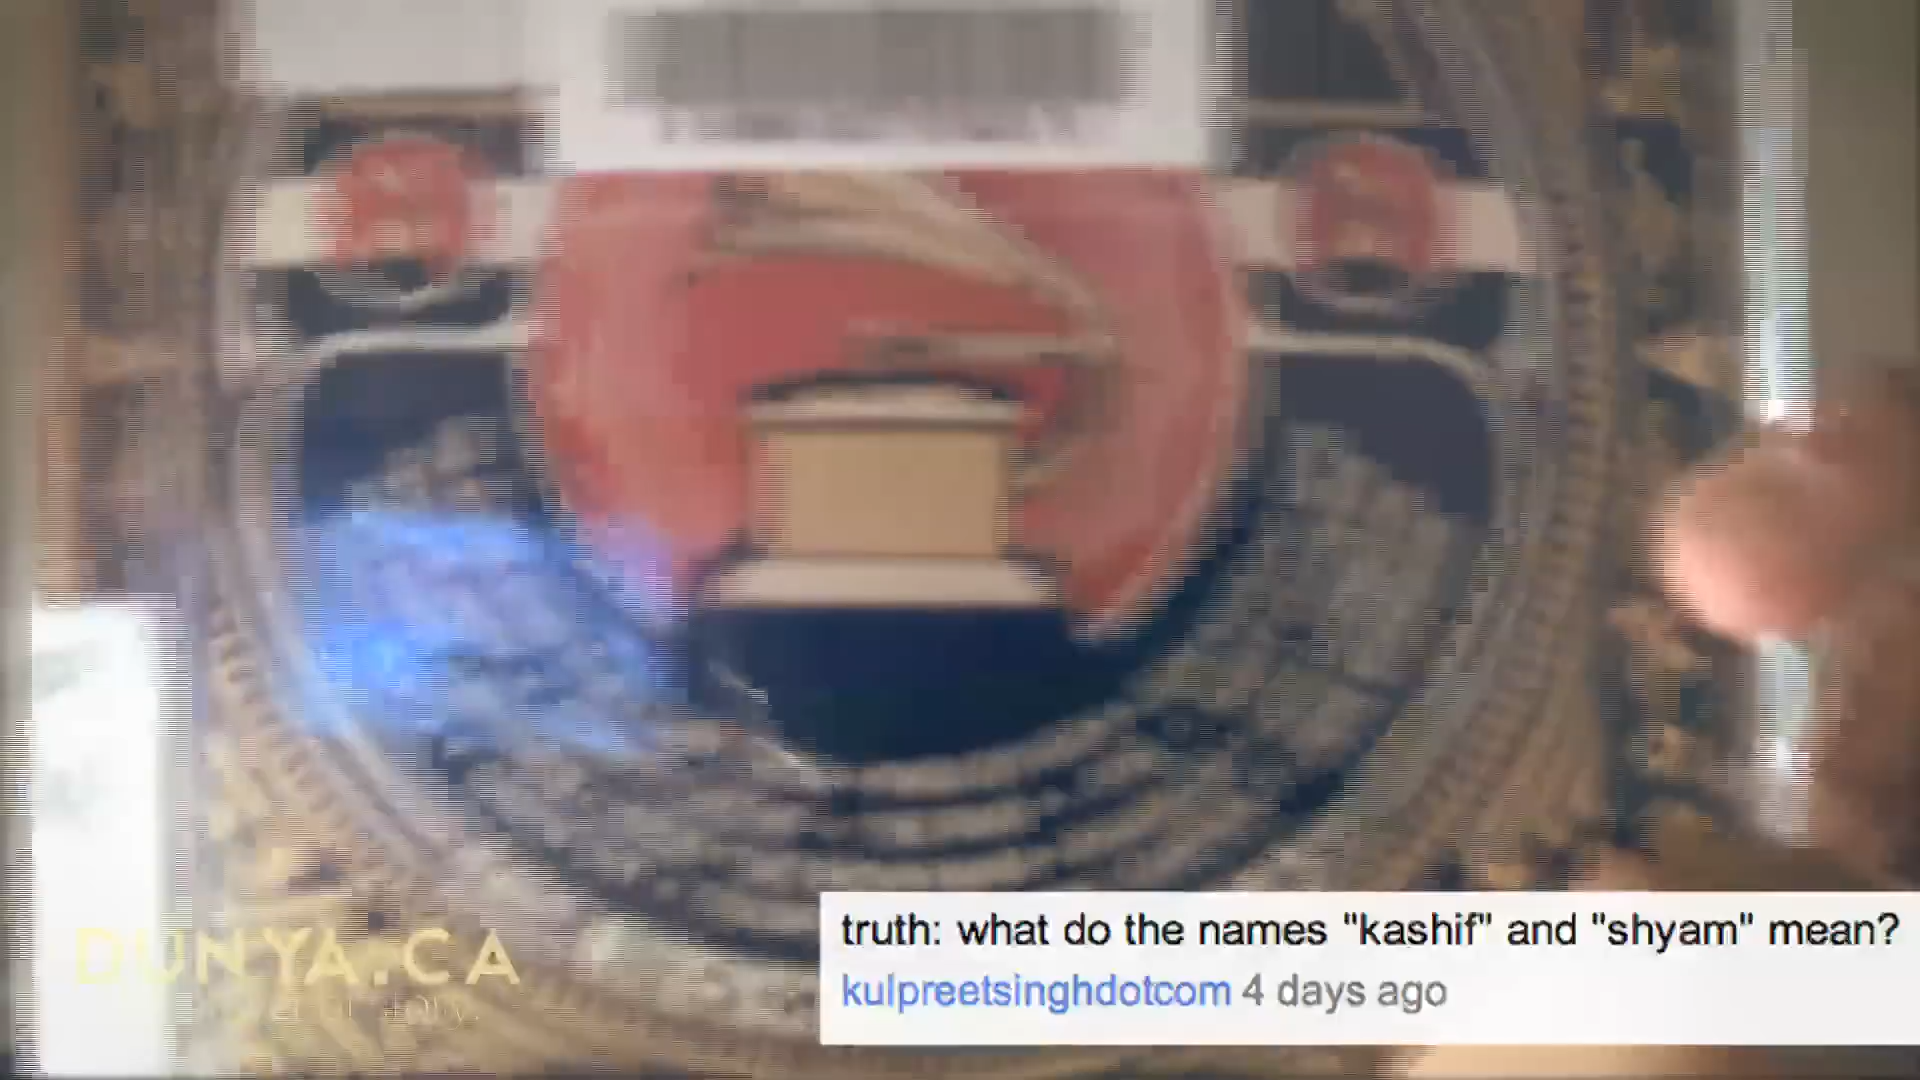 truth: what do the names "kashif" and "shyam" mean?
kulpreetsinghdotcom 4 days ago
DUNYA.CA